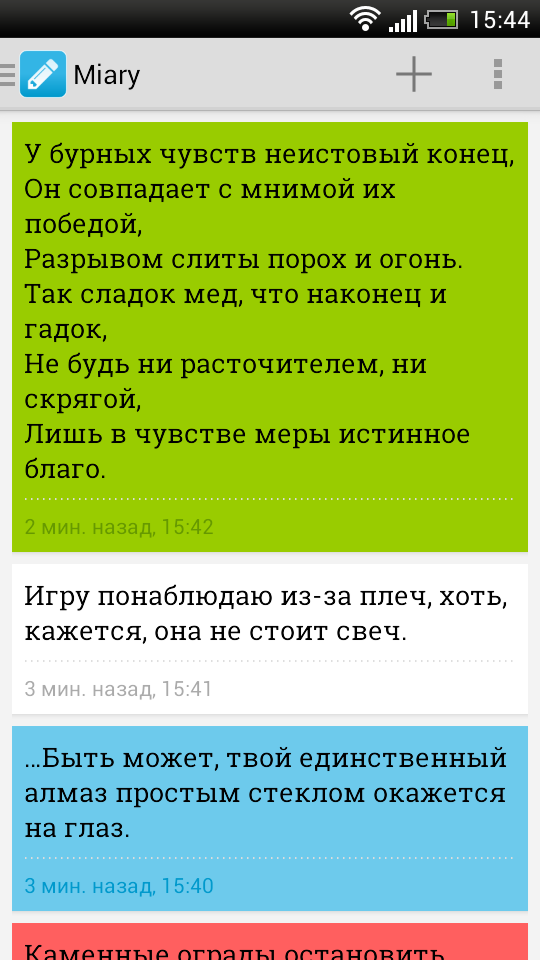 15:44
Miary
У бурных чувств неистовый конец,
Он совпадает с мнимой их
победой,
Разрывом слиты порох и огонь.
Так сладок мед, что наконец и
гадок,
Не будь ни расточителем, ни
скрягой,
Лишь в чувстве меры истинное
благо.
2 мин. назад, 15:42
Игру понаблюдаю из-за плеч, хоть,
кажется, она не стоит свеч.
3 мин. назад, 15:41
...Быть может, твой единственный
алмаз простым стеклом окажется
на глаз.
3 мин. назад, 15:40
Каменные ограды остановить